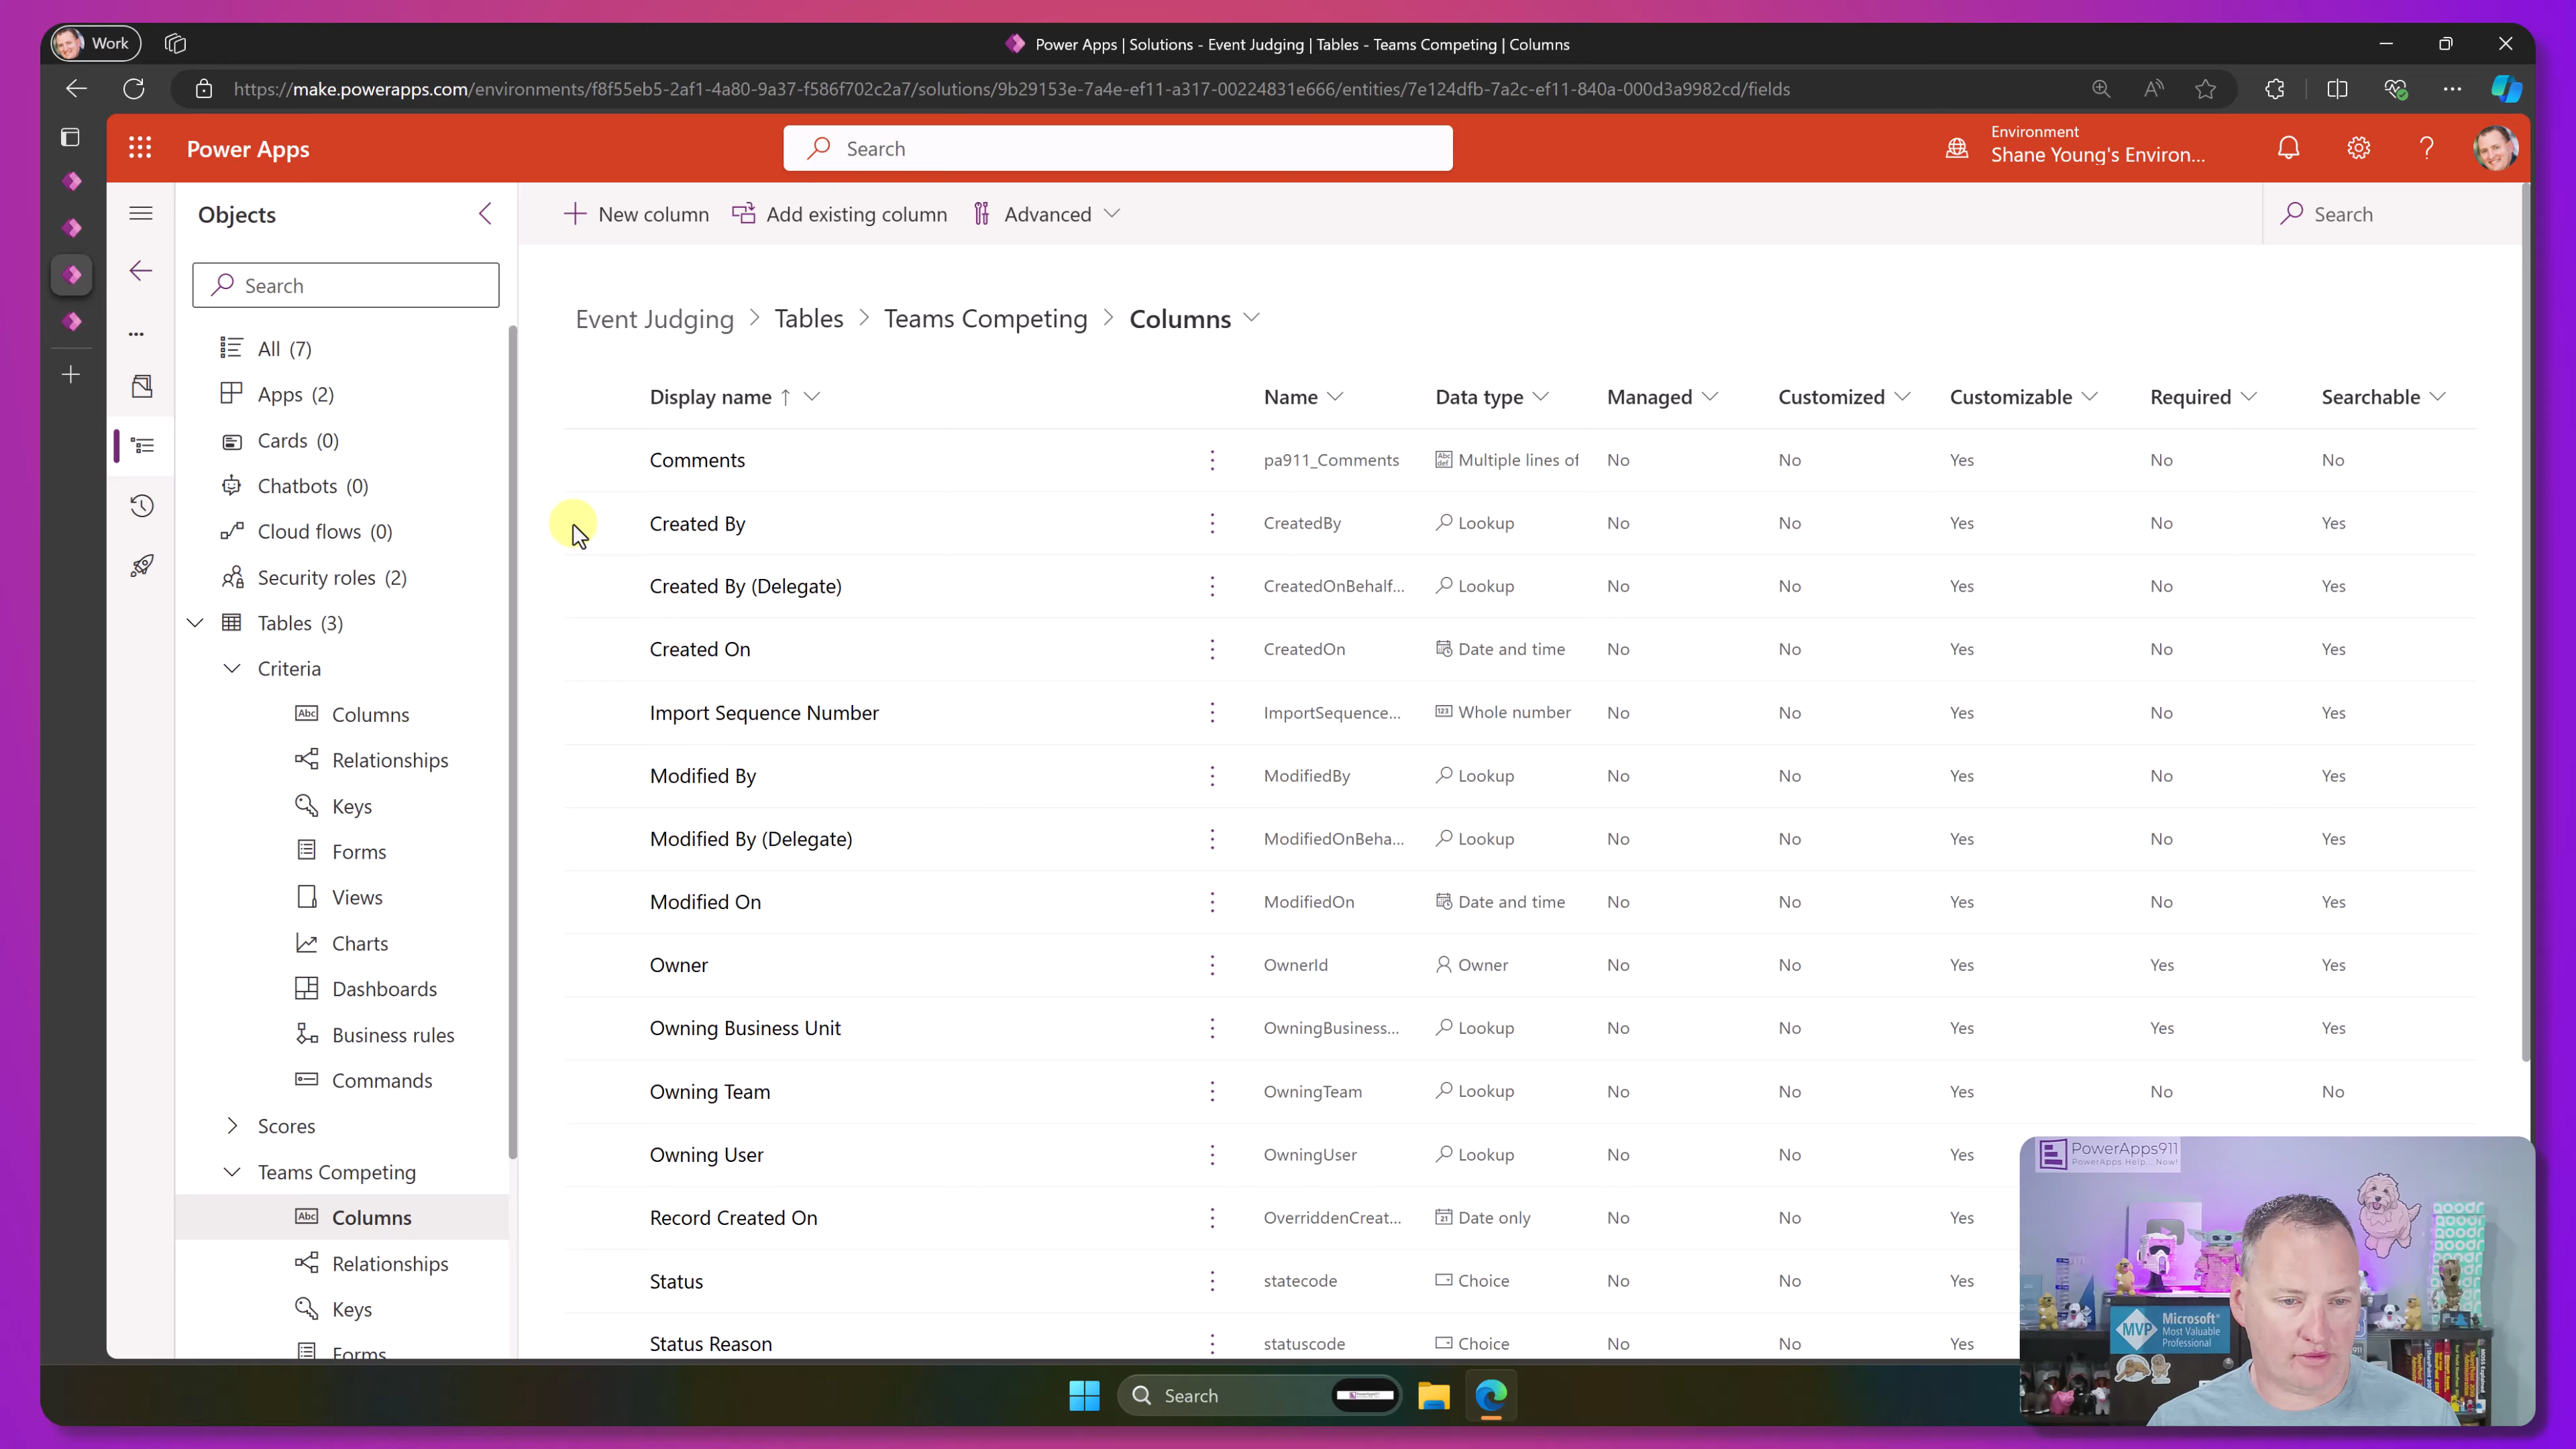 Work
Power Apps | Solutions - Event Judging | Tables - Teams Competing | Columns
https://make.powerapps.com/environments/f8f55eb5-2af1-4a80-9a37-f586f702c2a7/solutions/9b29153e-7a4e-ef11-a317-00224831e666/entities/7e124dfb-7a2c-ef11-840a-000d3a9982cd/fields
Power Apps
Search
Environment
Shane Young's Environ...
Objects
Search
All (7)
Apps (2)
Cards (0)
Chatbots (0)
Cloud flows (0)
Security roles (2)
Tables (3)
Criteria
Columns
Relationships
Keys
Forms
Views
Charts
Dashboards
Business rules
Commands
Scores
Teams Competing
Columns
Relationships
Keys
Forms
New column Add existing column Advanced Search
Event Judging > Tables > Teams Competing > Columns
Display name ↑ Name Data type Managed Customized Customizable Required Searchable
Comments pa911_Comments Multiple lines of No No Yes No No
Created By CreatedBy Lookup No No Yes No Yes
Created By (Delegate) CreatedOnBehalf... Lookup No No Yes No Yes
Created On CreatedOn Date and time No No Yes No Yes
Import Sequence Number ImportSequence... Whole number No No Yes No Yes
Modified By ModifiedBy Lookup No No Yes No Yes
Modified By (Delegate) ModifiedOnBeha... Lookup No No Yes No Yes
Modified On ModifiedOn Date and time No No Yes No Yes
Owner OwnerId Owner No No Yes Yes Yes
Owning Business Unit OwningBusiness... Lookup No No Yes Yes Yes
Owning Team OwningTeam Lookup No No Yes No No
Owning User OwningUser Lookup No No Yes
Record Created On OverriddenCreat... Date only No No Yes
Status statecode Choice No No Yes
Status Reason statuscode Choice No No Yes
PowerApps911
PowerApps Help... Now!
MVP
Microsoft®
Most Valuable
Professional
Search